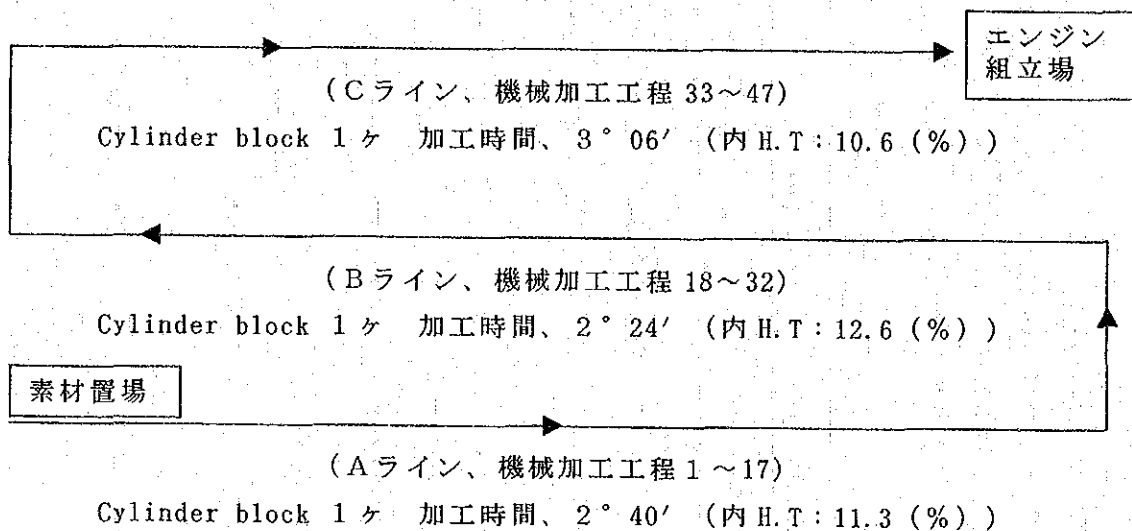 エンジン
組立場
(Cライン、機械加工工程 33〜47)
Cylinder block 1ヶ 加工時間、3°06′ (内H.T:10.6(%))
(Bライン、機械加工工程 18〜32)
Cylinder block 1ヶ 加工時間、2°24′ (内H.T:12.6(%))
素材置場
(Aライン、機械加工工程1〜17)
Cylinder block 1ヶ 加工時間、2°40′ (内H.T:11.3(%))